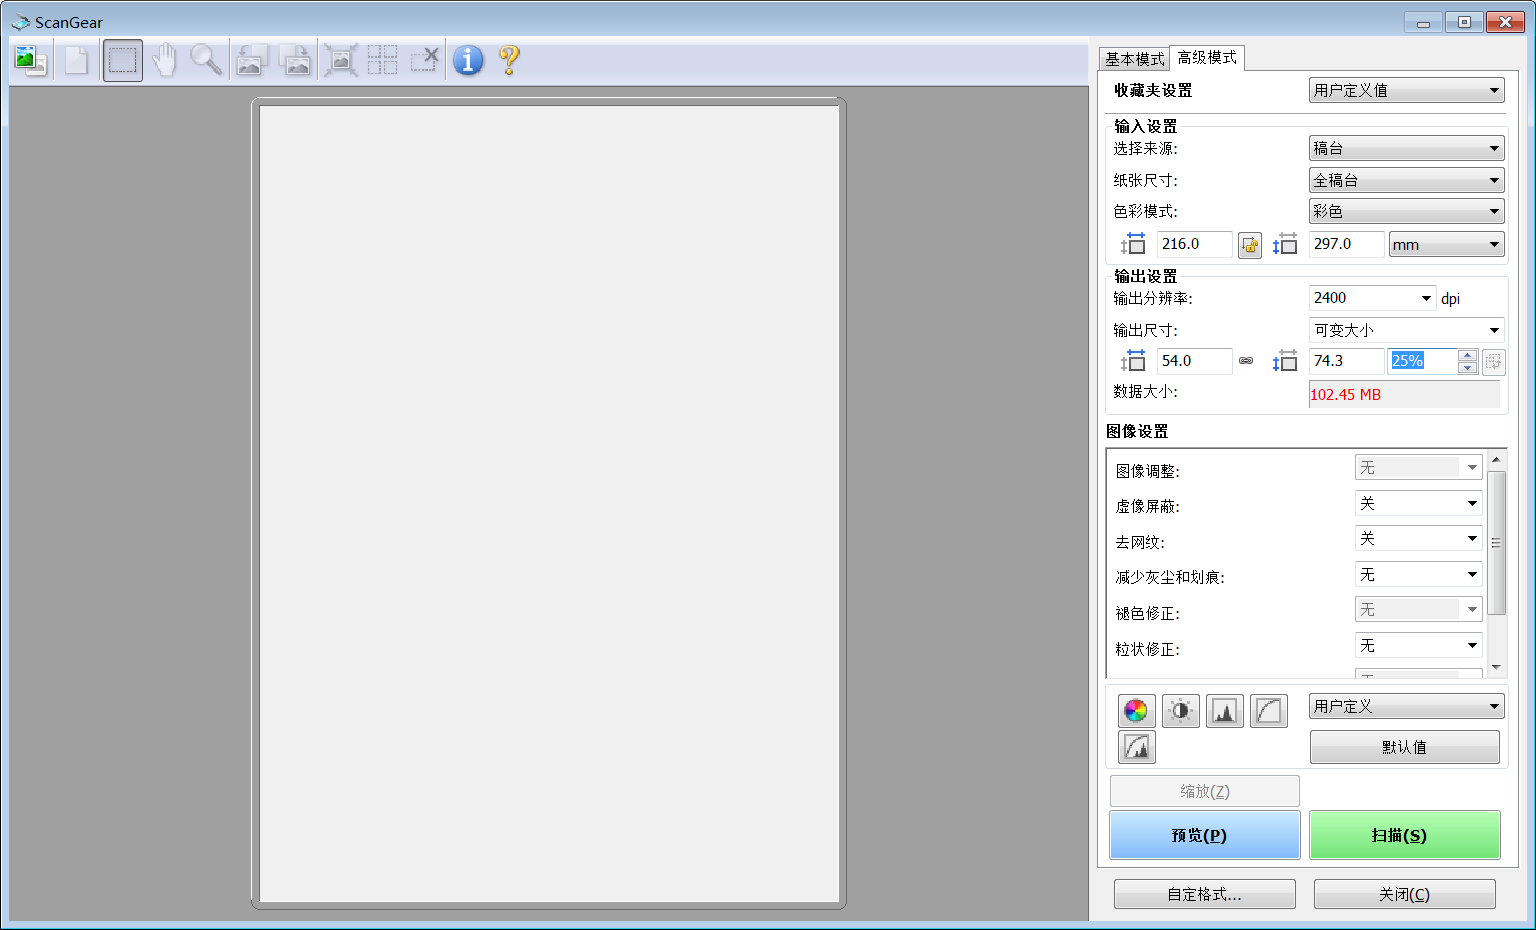 ScanGear
基本模式 高级模式
收藏夹设置 用户定义值
输入设置
选择来源: 稿台
纸张尺寸: 全稿台
色彩模式: 彩色
216.0 297.0 mm
输出设置
输出分辨率: 2400 dpi
输出尺寸: 可变大小
54.0 74.3 25%
数据大小: 102.45 MB
图像设置
图像调整: 无
虚像屏蔽: 关
去网纹: 关
减少灰尘和划痕: 无
褪色修正: 无
粒状修正: 无
用户定义
默认值
缩放(Z)
预览(P) 扫描(S)
自定格式... 关闭(C)